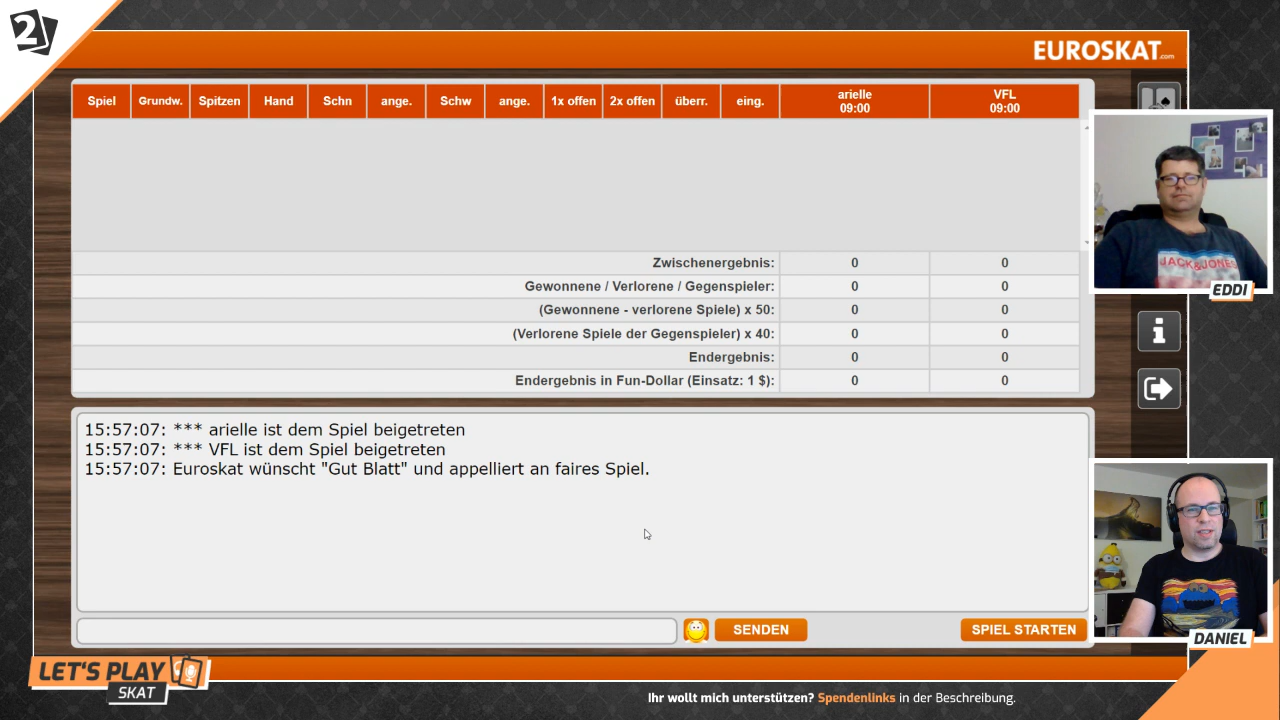 2
EUROSKAT.com
Spiel Grundw. Spitzen Hand Schn ange. Schw ange. 1x offen 2x offen überr. eing. arielle 09:00 VFL 09:00
Zwischenergebnis: 0 0
Gewonnene / Verlorene / Gegenspieler: 0 0
(Gewonnene - verlorene Spiele) x 50: 0 0
(Verlorene Spiele der Gegenspieler) x 40: 0 0
Endergebnis: 0 0
Endergebnis in Fun-Dollar (Einsatz: 1 $): 0 0
JACK&JONES
EDDI
15:57:07: *** arielle ist dem Spiel beigetreten
15:57:07: *** VFL ist dem Spiel beigetreten
15:57:07: Euroskat wünscht "Gut Blatt" und appelliert an faires Spiel.
SENDEN
SPIEL STARTEN
DANIEL
LET'S PLAY
SKAT
Ihr wollt mich unterstützen? Spendenlinks in der Beschreibung.